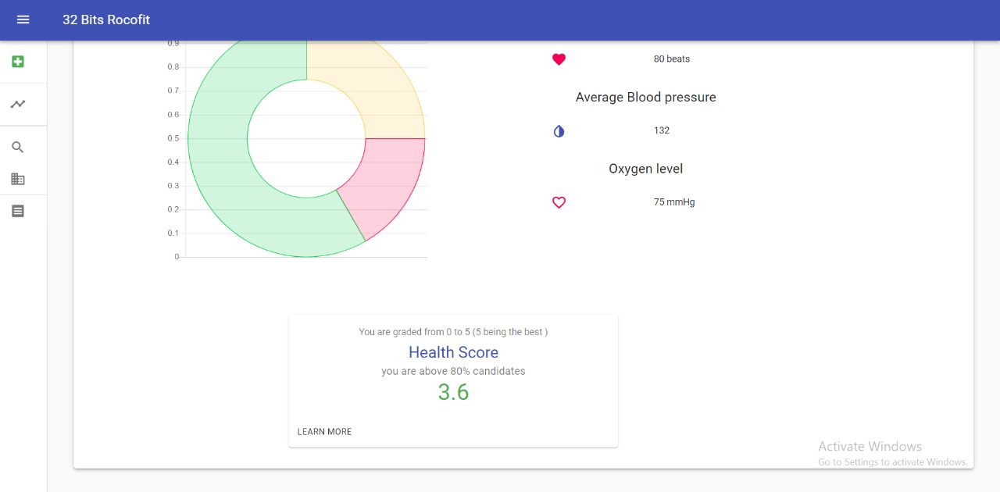 32 Bits Rocofit
0.9
0.8
0.7
0.6
0.5
0.4
0.3
0.2
0.1
0
80 beats
Average Blood pressure
132
Oxygen level
75 mmHg
You are graded from 0 to 5 (5 being the best )
Health Score
you are above 80% candidates
3.6
LEARN MORE
Activate Windows
Go to Settings to activate Windows.